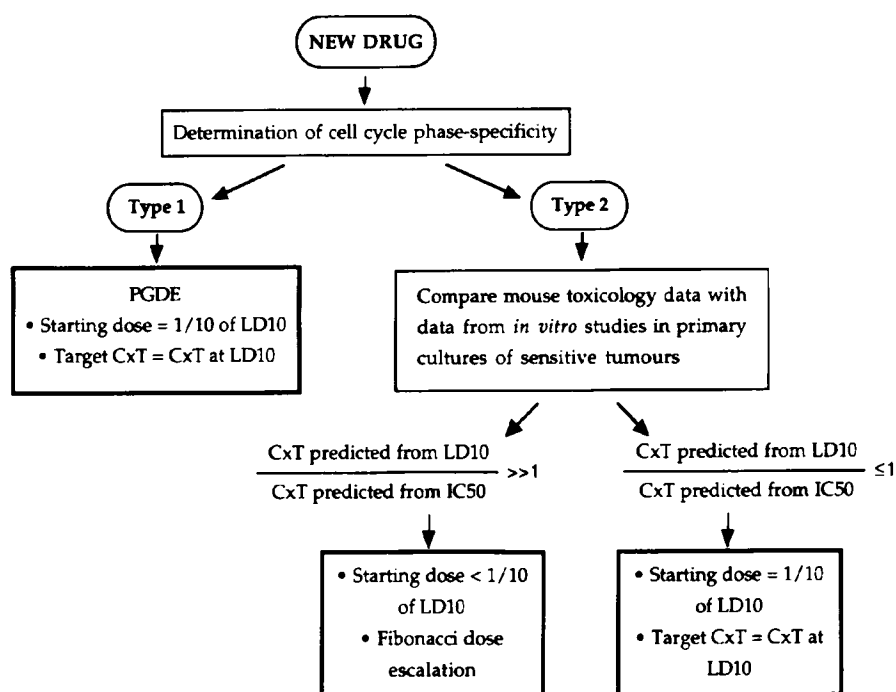 NEW DRUG
Determination of cell cycle phase-specificity
Type 1
Type 2
PGDE
• Starting dose = 1/10 of LD10
• Target CxT = CxT at LD10
Compare mouse toxicology data with
data from in vitro studies in primary
cultures of sensitive tumours
CxT predicted from LD10
CxT predicted from IC50
>>1
CxT predicted from LD10
CxT predicted from IC50
≤1
• Starting dose < 1/10
of LD10
• Fibonacci dose
escalation
• Starting dose = 1/10
of LD10
• Target CxT = CxT at
LD10